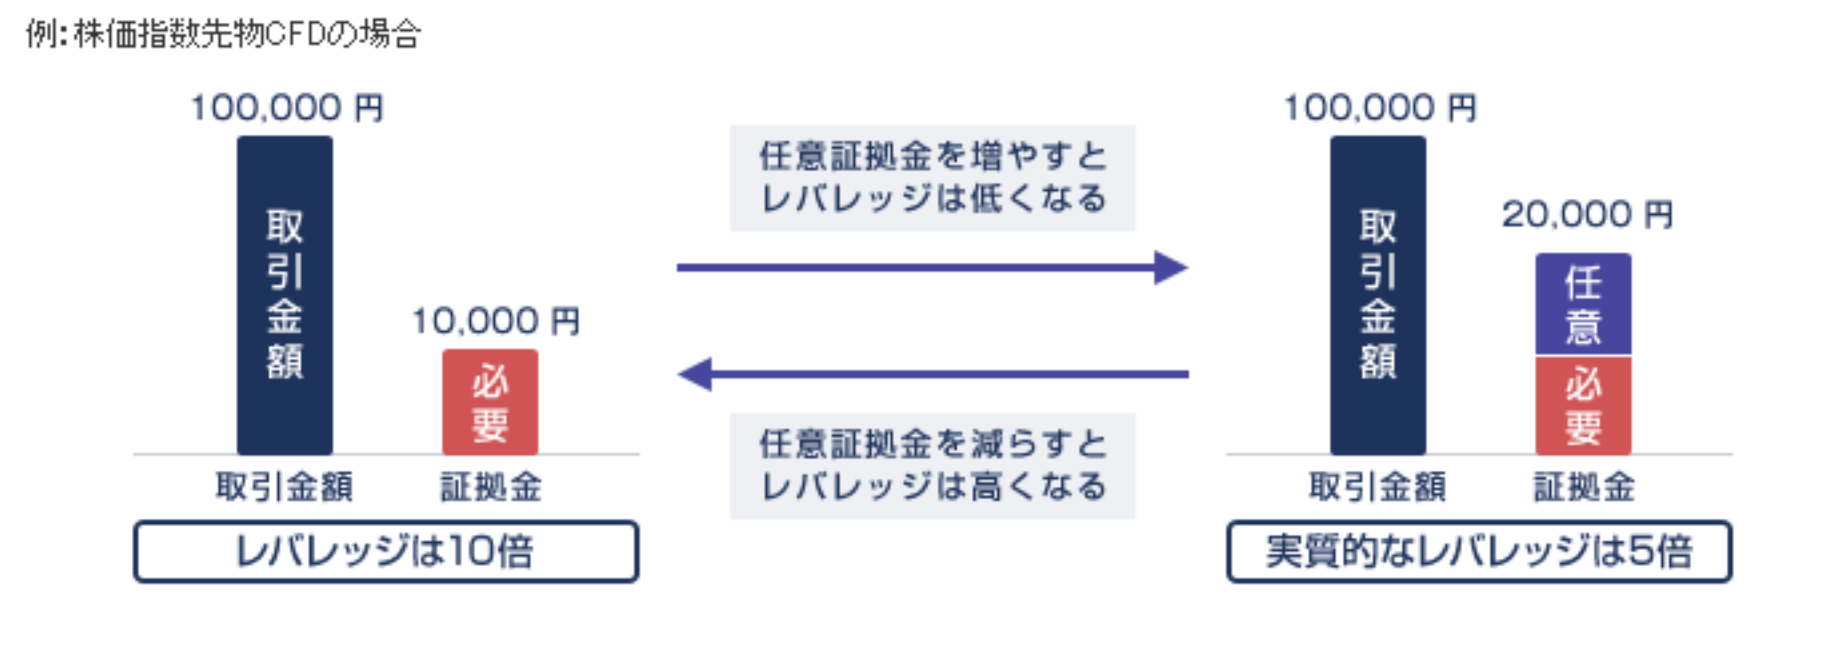 例:株価指数先物CFDの場合
100,000 円
取引金額
10,000 円
必要
取引金額
証拠金
レバレッジは10倍
任意証拠金を増やすと
レバレッジは低くなる
任意証拠金を減らすと
レバレッジは高くなる
100,000 円
取引金額
20,000 円
任意
必要
取引金額
証拠金
実質的なレバレッジは5倍